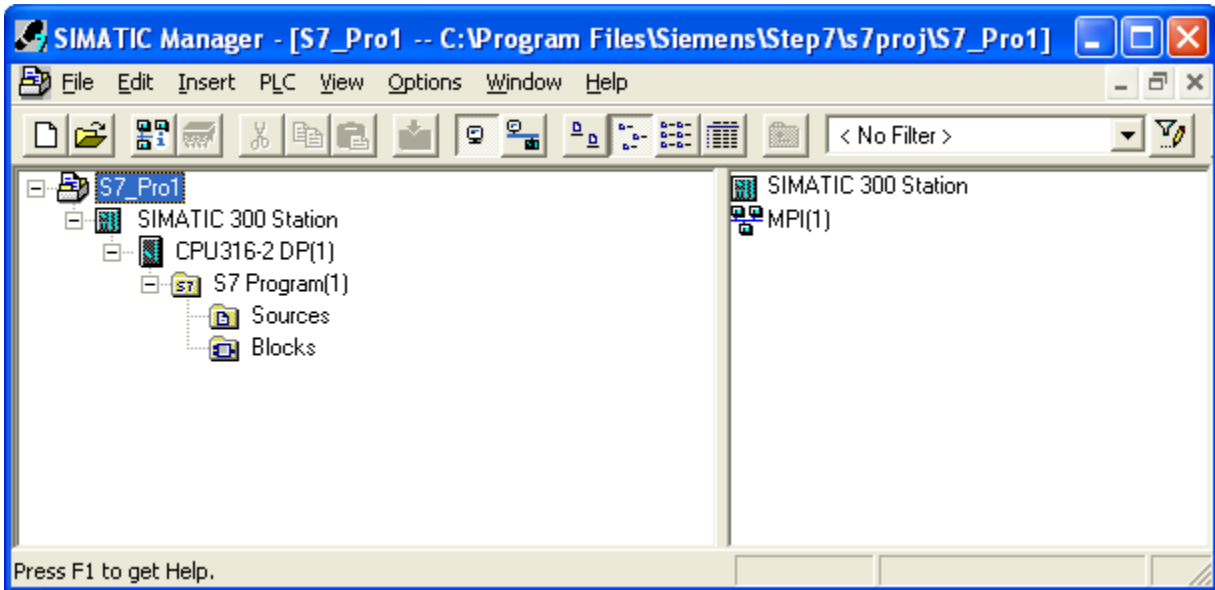 SIMATIC Manager - [S7_Pro1 -- C:\Program Files\Siemens\Step7\s7proj\S7_Pro1]
File Edit Insert PLC View Options Window Help
< No Filter >
S7_Pro1
SIMATIC 300 Station
CPU316-2 DP(1)
S7 Program(1)
Sources
Blocks
SIMATIC 300 Station
MPI(1)
Press F1 to get Help.